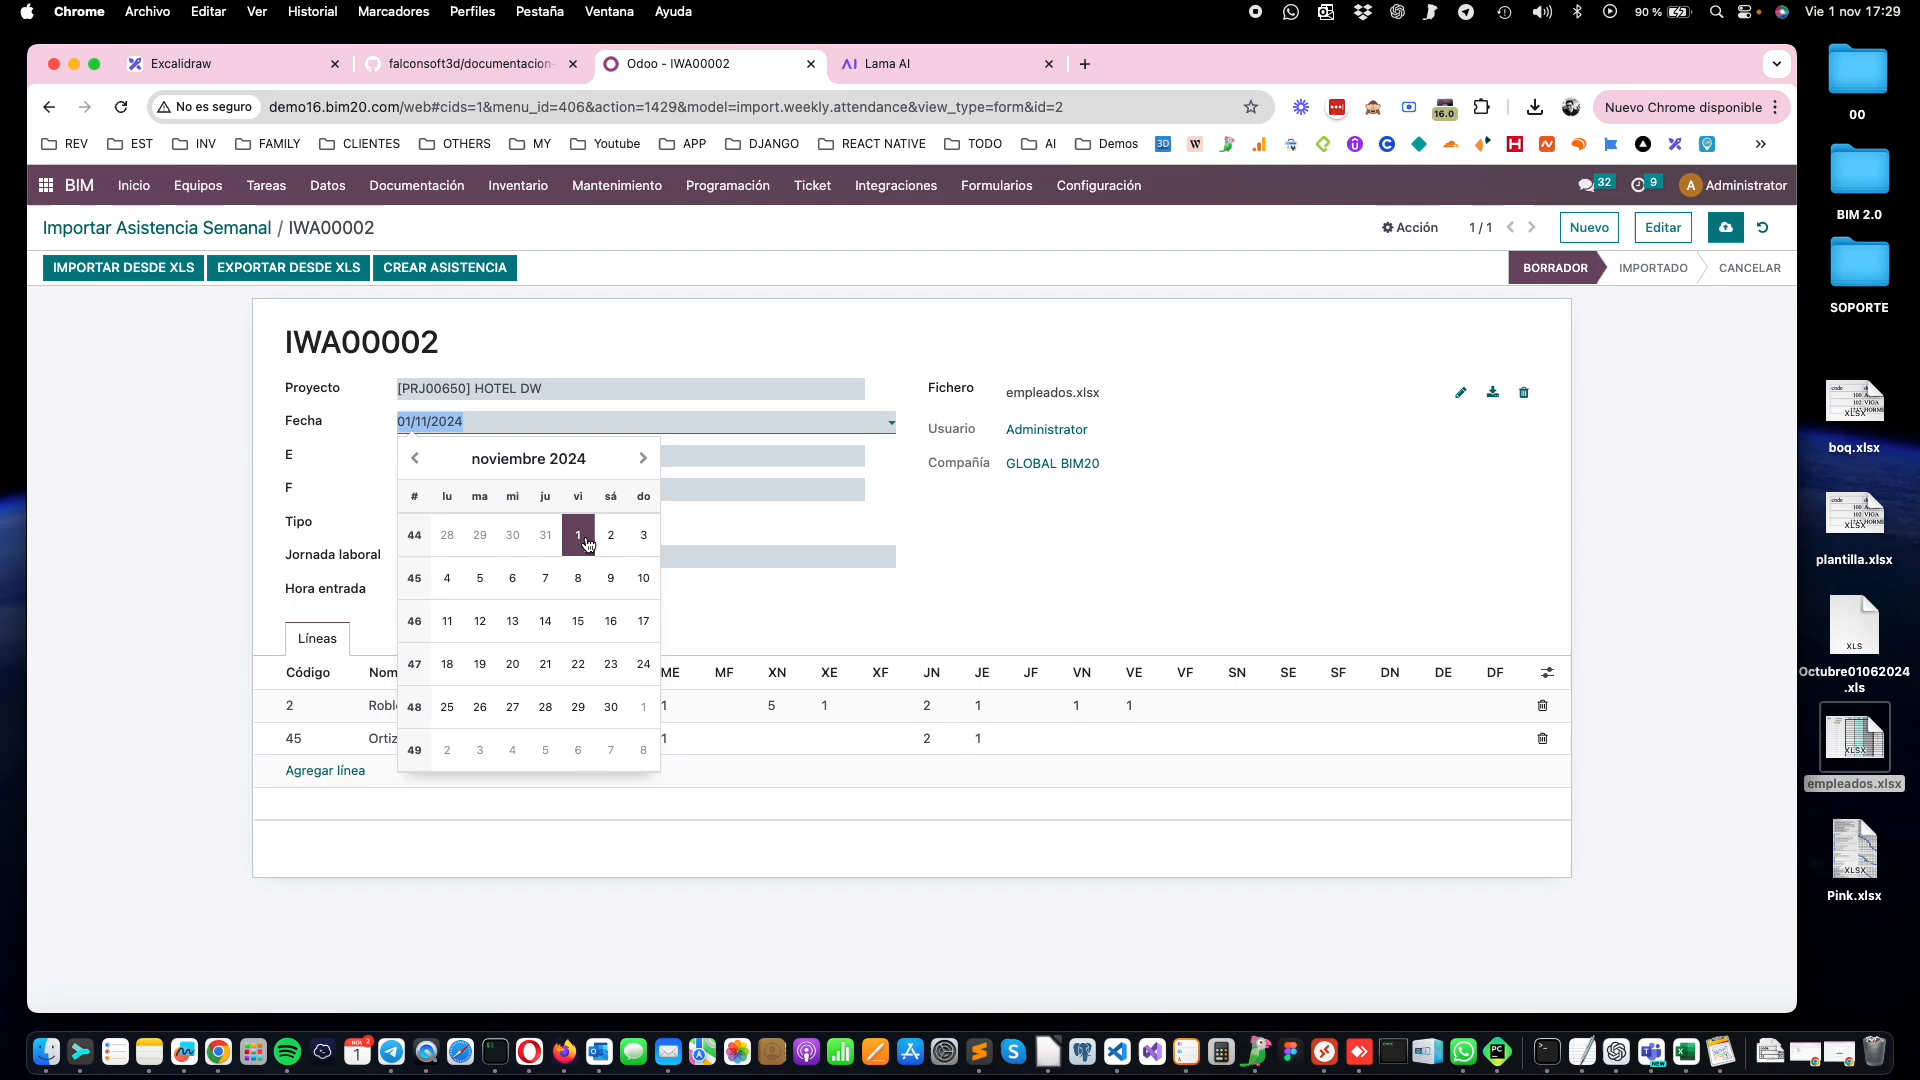 Chrome Archivo Editar Ver Historial Marcadores Perfiles Pestaña Ventana Ayuda 90 % Vie 1 nov 17:29
Excalidraw falconsoft3d/documentacion- Odoo - IWA00002 Lama AI
No es seguro demo16.bim20.com/web#cids=1&menu_id=406&action=1429&model=import.weekly.attendance&view_type=form&id=2 16.0 Nuevo Chrome disponible
REV EST INV FAMILY CLIENTES OTHERS MY Youtube APP DJANGO REACT NATIVE TODO AI Demos
BIM Inicio Equipos Tareas Datos Documentación Inventario Mantenimiento Programación Ticket Integraciones Formularios Configuración 32 9 A Administrator
Importar Asistencia Semanal / IWA00002 Acción 1 / 1 Nuevo Editar
IMPORTAR DESDE XLS EXPORTAR DESDE XLS CREAR ASISTENCIA BORRADOR IMPORTADO CANCELAR
IWA00002
Proyecto [PRJ00650] HOTEL DW Fichero empleados.xlsx
Fecha 01/11/2024 Usuario Administrator
E Compañía GLOBAL BIM20
F
Tipo
Jornada laboral
Hora entrada
noviembre 2024
# lu ma mi ju vi sá do
44 28 29 30 31 1 2 3
45 4 5 6 7 8 9 10
46 11 12 13 14 15 16 17
47 18 19 20 21 22 23 24
48 25 26 27 28 29 30 1
49 2 3 4 5 6 7 8
Líneas
Código Nom ME MF XN XE XF JN JE JF VN VE VF SN SE SF DN DE DF
2 Robl 1 5 1 2 1 1 1
45 Ortiz 1 2 1
Agregar línea
00
BIM 2.0
SOPORTE
boq.xlsx
plantilla.xlsx
XLS
Octubre01062024
.xls
XLSX
empleados.xlsx
XLSX
Pink.xlsx